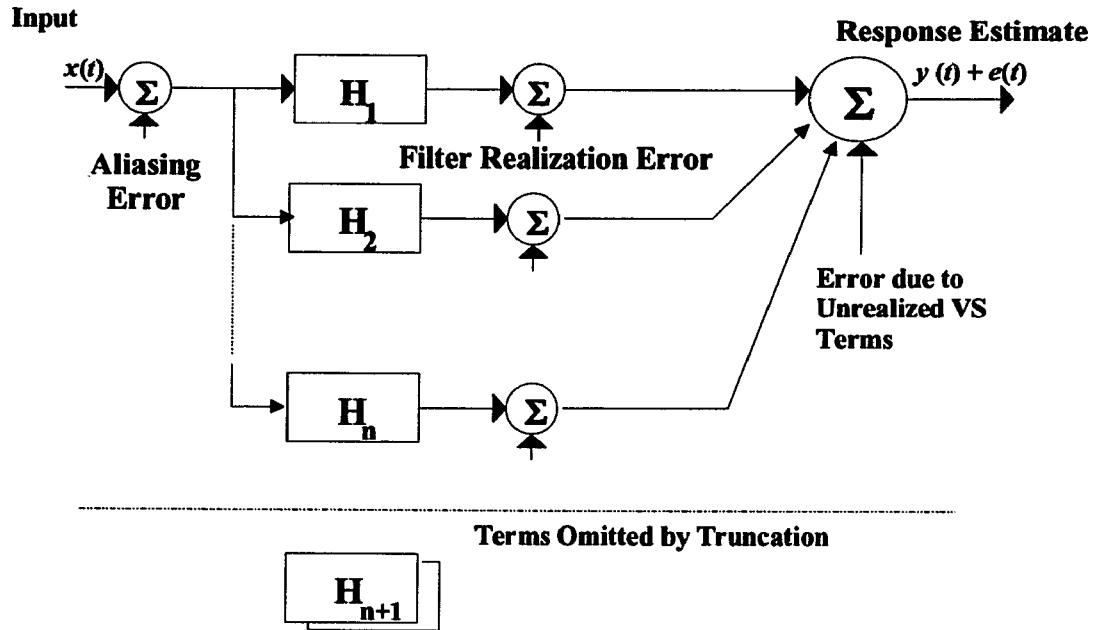 Input
Response Estimate
x(t)
Σ
H1
Σ
Σ
y (t) + e(t)
Aliasing
Error
Filter Realization Error
H2
Σ
Error due to
Unrealized VS
Terms
Hn
Σ
Terms Omitted by Truncation
Hn+1